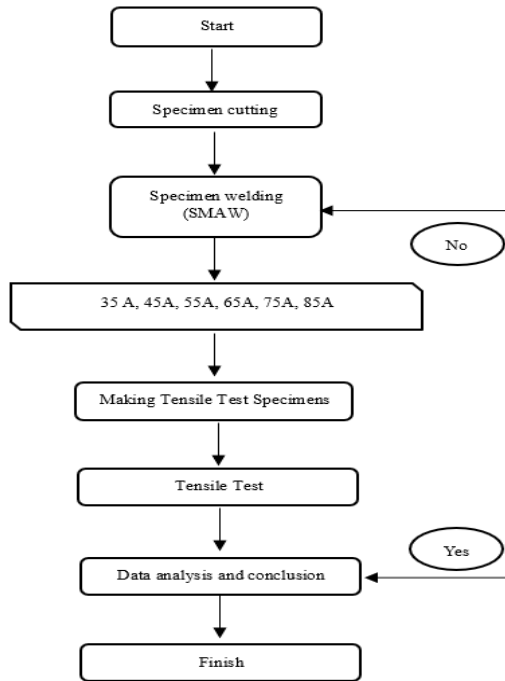 Start
Specimen cutting
Specimen welding
(SMAW)
No
35 A, 45A, 55A, 65A, 75A, 85A
Making Tensile Test Specimens
Tensile Test
Yes
Data analysis and conclusion
Finish